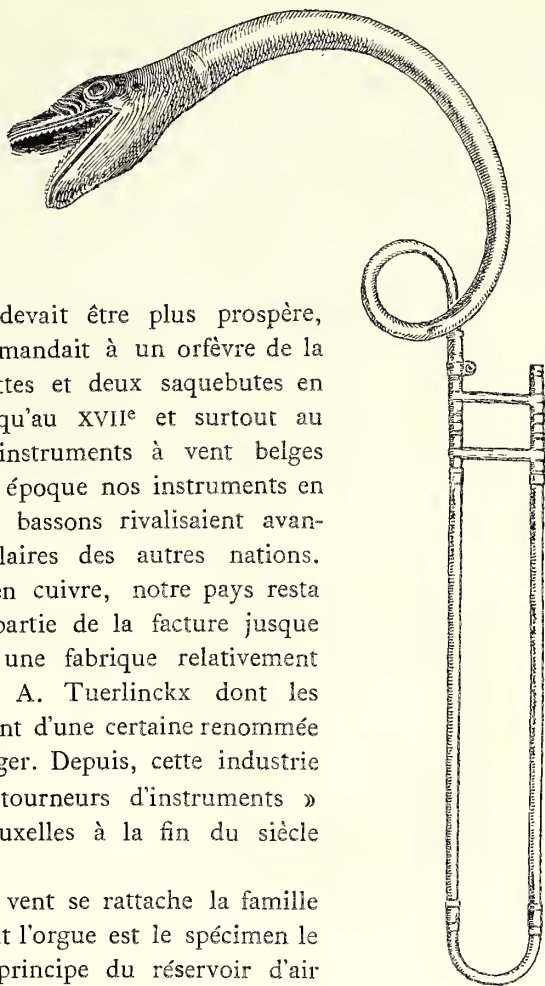 devait être plus prospère,
mandait à un orfèvre de la
ttes et deux saquebutes en
qu'au XVIIe et surtout au
instruments à vent belges
époque nos instruments en
bassons rivalisaient avan-
laires des autres nations.
en cuivre, notre pays resta
partie de la facture jusque
une fabrique relativement
A. Tuerlinckx dont les
nt d'une certaine renommée
ger. Depuis, cette industrie
tourneurs d'instruments »
uxelles à la fin du siècle
vent se rattache la famille
t l'orgue est le spécimen le
principe du réservoir d'air